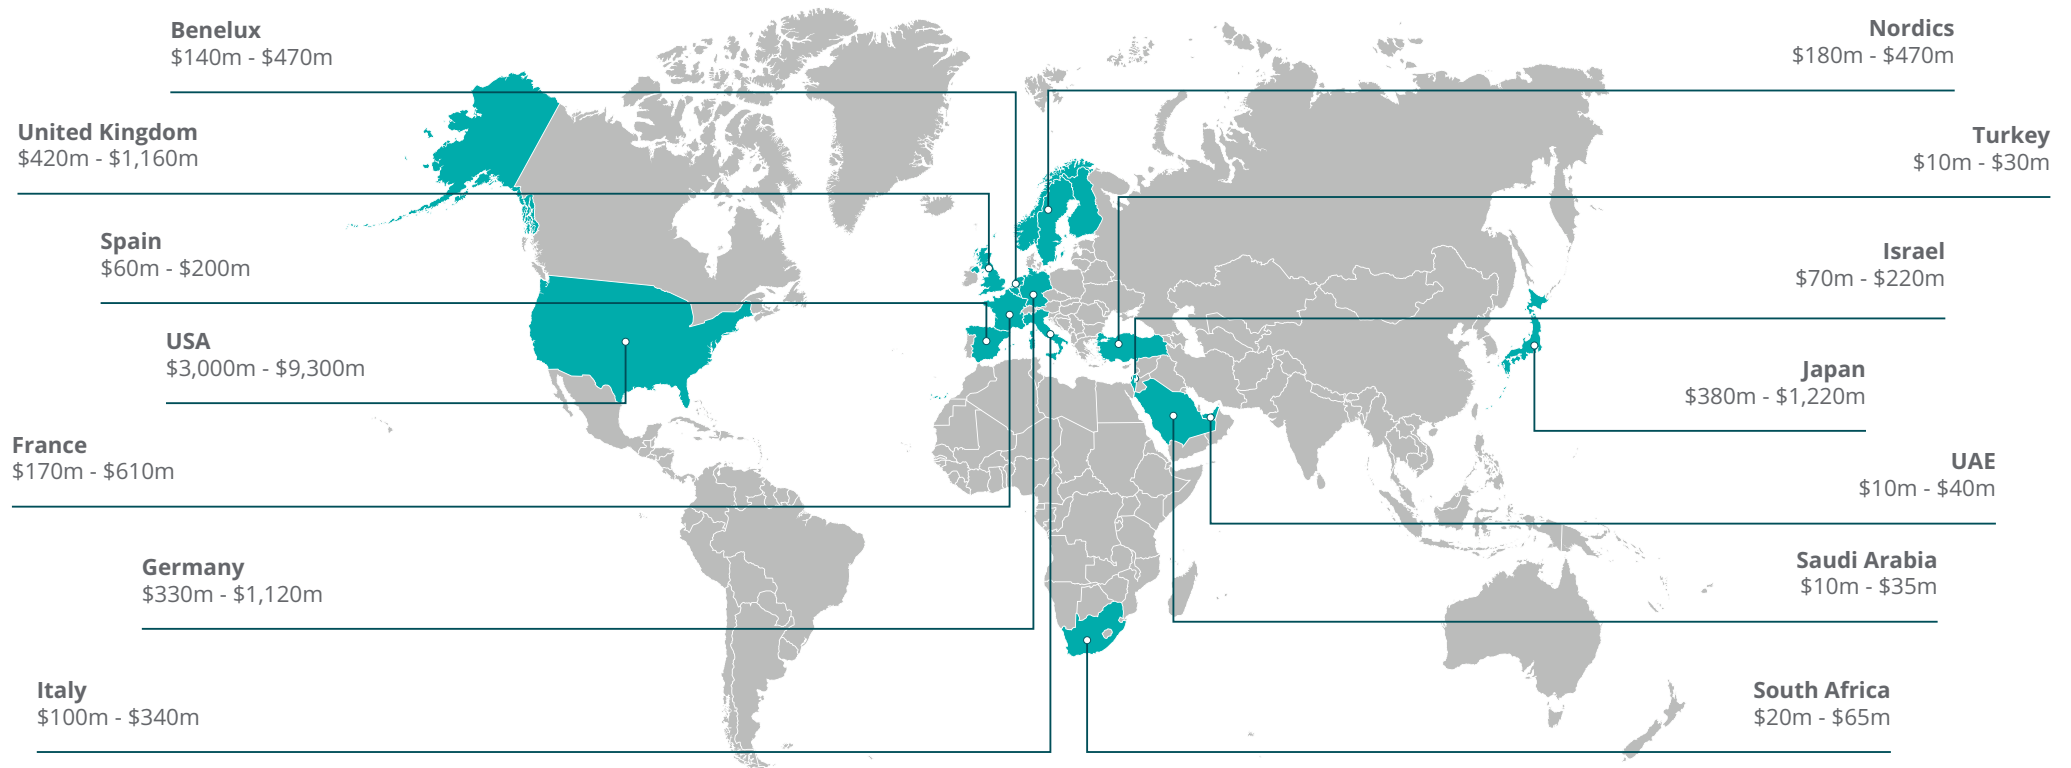 Benelux
$140m - $470m
United Kingdom
$420m - $1,160m
Spain
$60m - $200m
USA
$3,000m - $9,300m
France
$170m - $610m
Germany
$330m - $1,120m
Italy
$100m - $340m
Nordics
$180m - $470m
Turkey
$10m - $30m
Israel
$70m - $220m
Japan
$380m - $1,220m
UAE
$10m - $40m
Saudi Arabia
$10m - $35m
South Africa
$20m - $65m